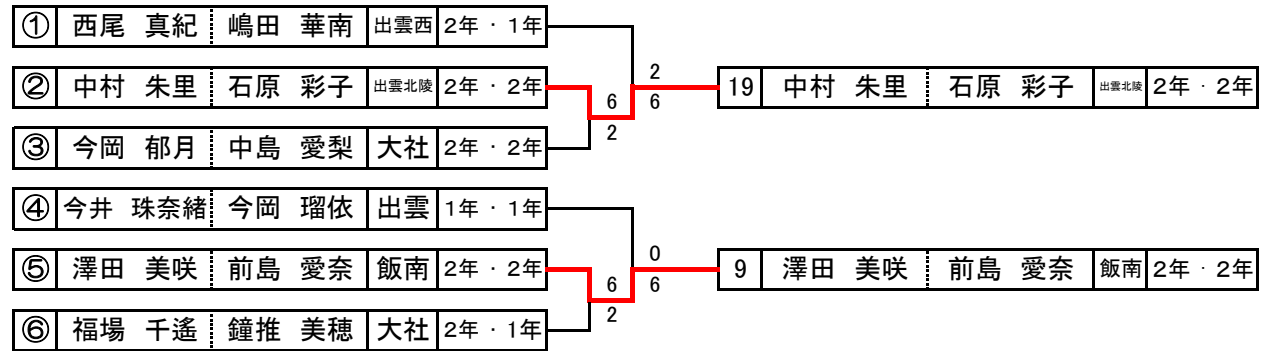 ① 西尾 真紀 嶋田 華南 出雲西 2年 · 1年
2
② 中村 朱里 石原 彩子 出雲北陵 2年 · 2年 19 中村 朱里 石原 彩子 出雲北陵 2年 · 2年
6 6
2
③ 今岡 郁月 中島 愛梨 大社 2年 · 2年
④ 今井 珠奈緒 今岡 瑠依 出雲 1年 · 1年
0
⑤ 澤田 美咲 前島 愛奈 飯南 2年 · 2年 9 澤田 美咲 前島 愛奈 飯南 2年 · 2年
6 6
2
⑥ 福場 千遙 鐘推 美穂 大社 2年 · 1年